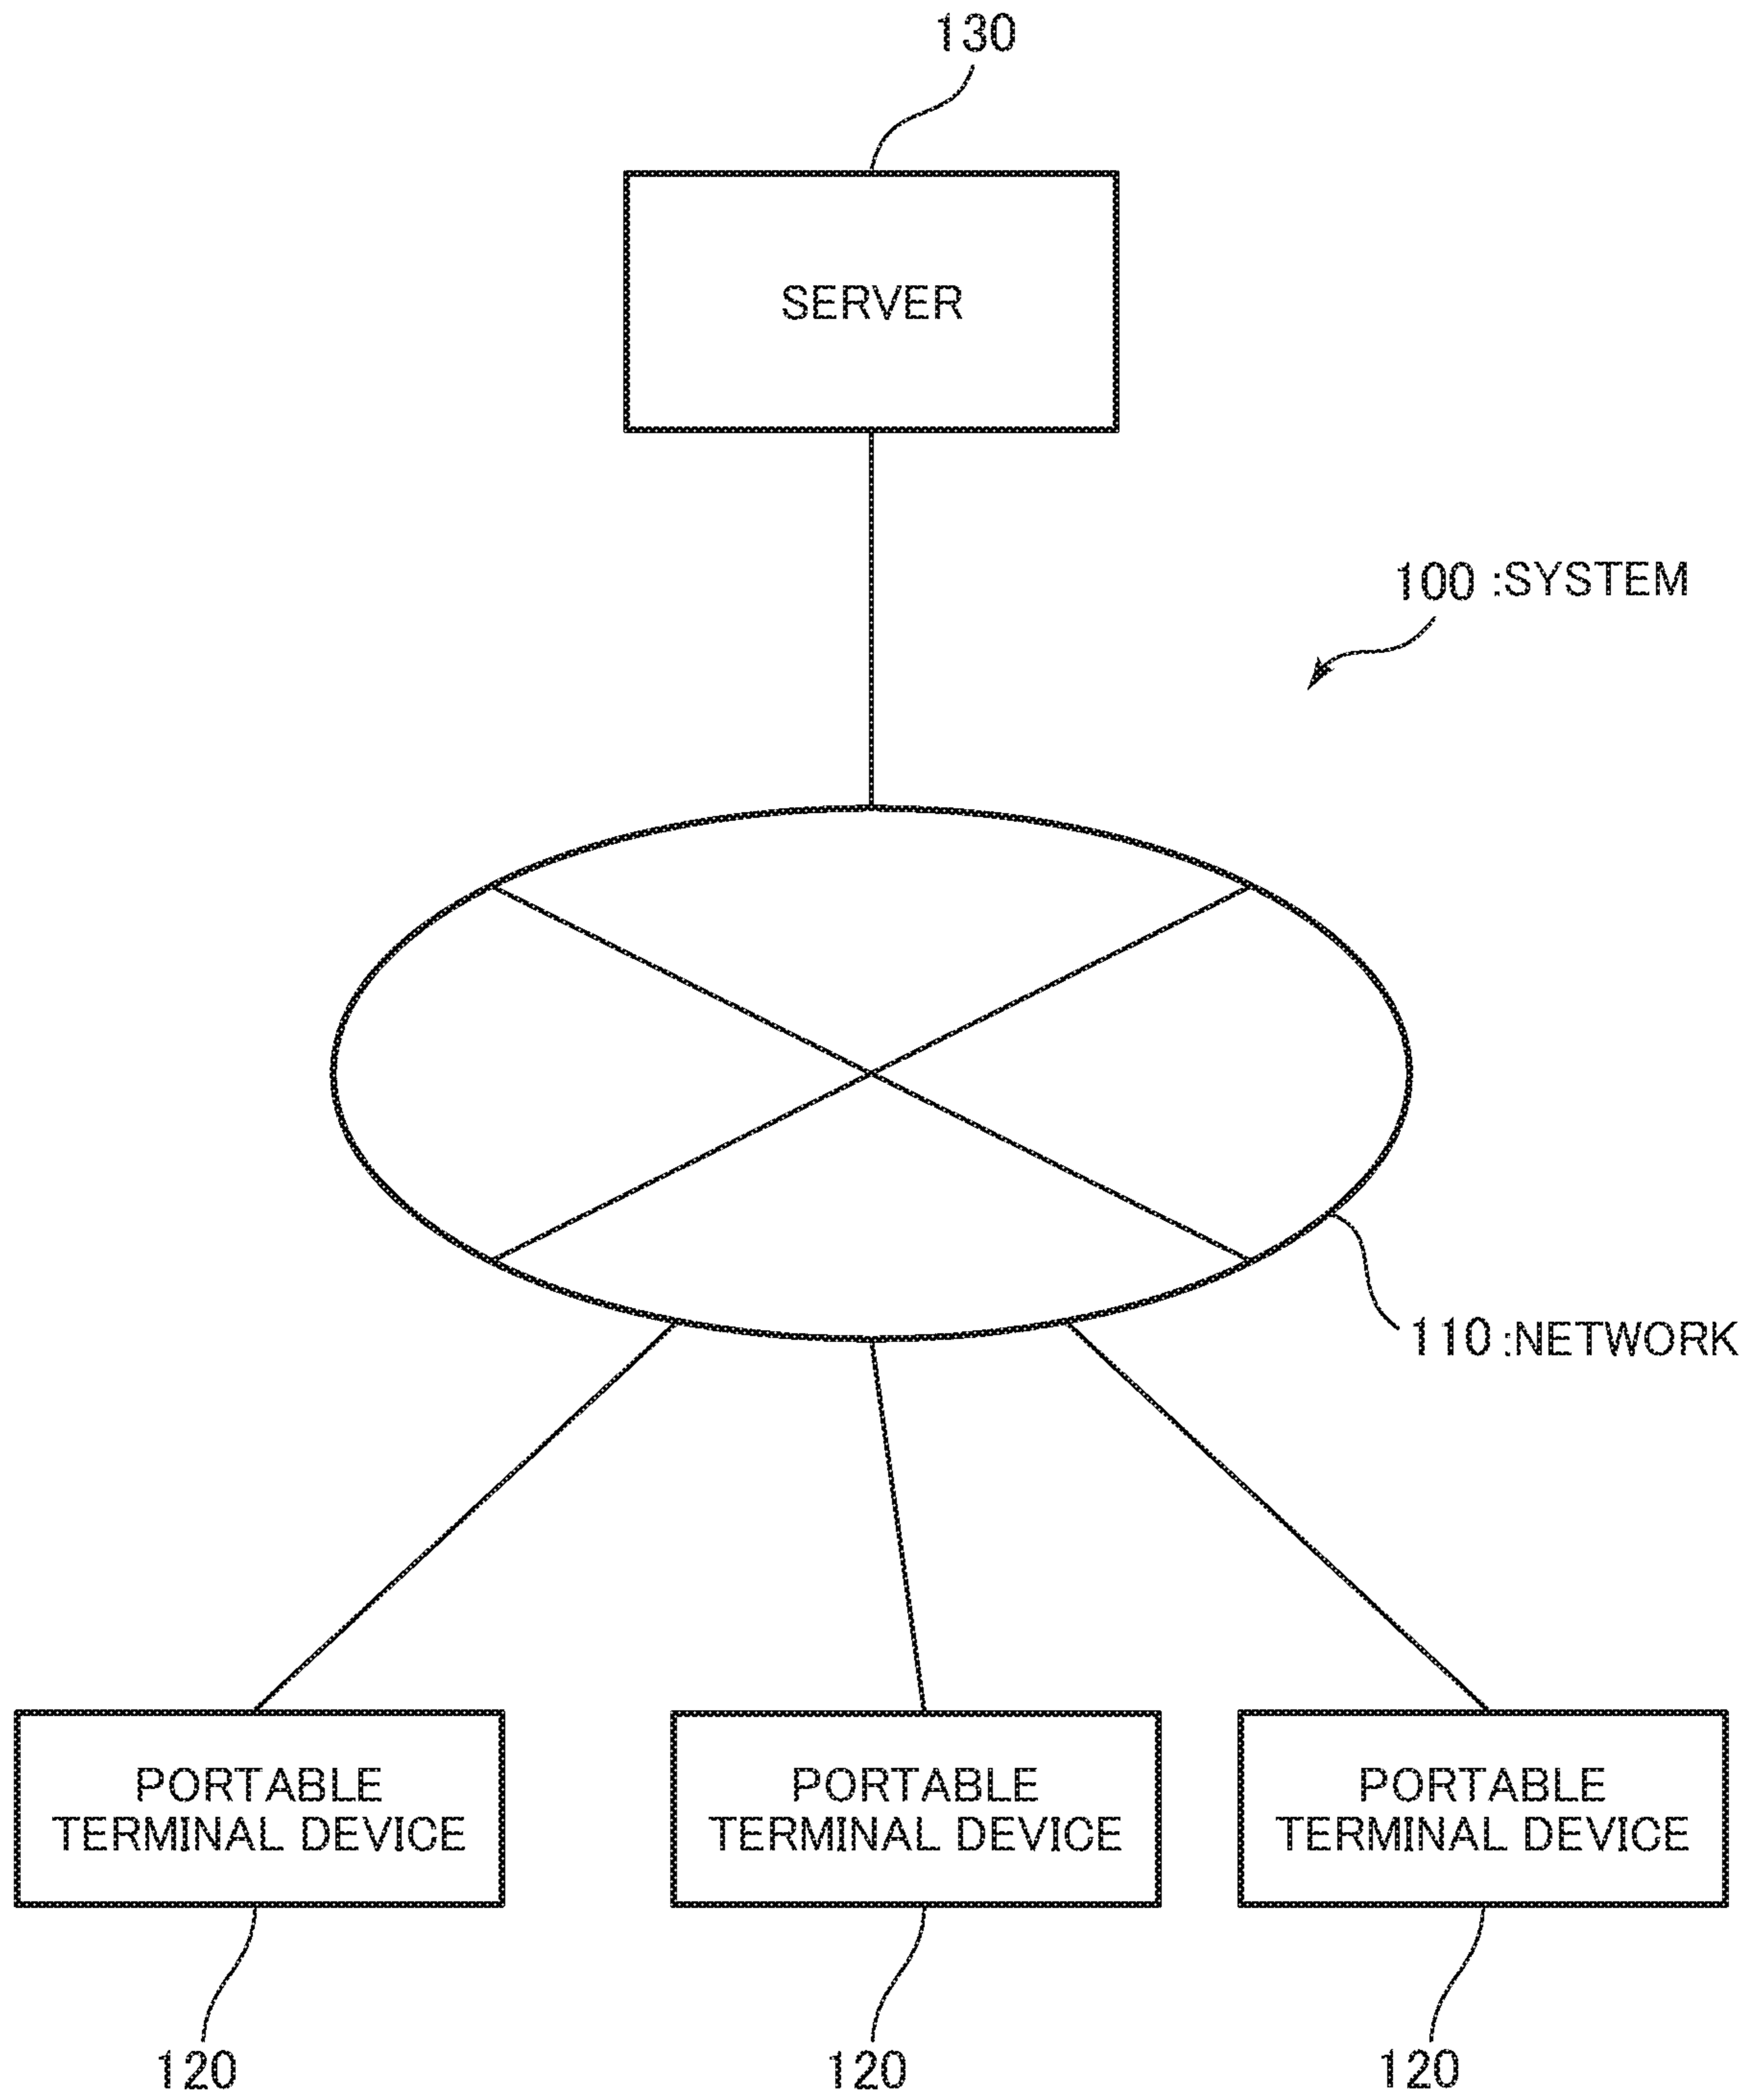 130
SERVER
100 :SYSTEM
110 :NETWORK
PORTABLE
TERMINAL DEVICE
PORTABLE
TERMINAL DEVICE
PORTABLE
TERMINAL DEVICE
120
120
120